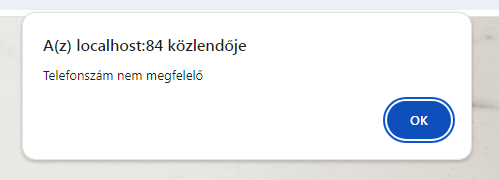 A(z) localhost:84 közlendője
Telefonszám nem megfelelő
OK